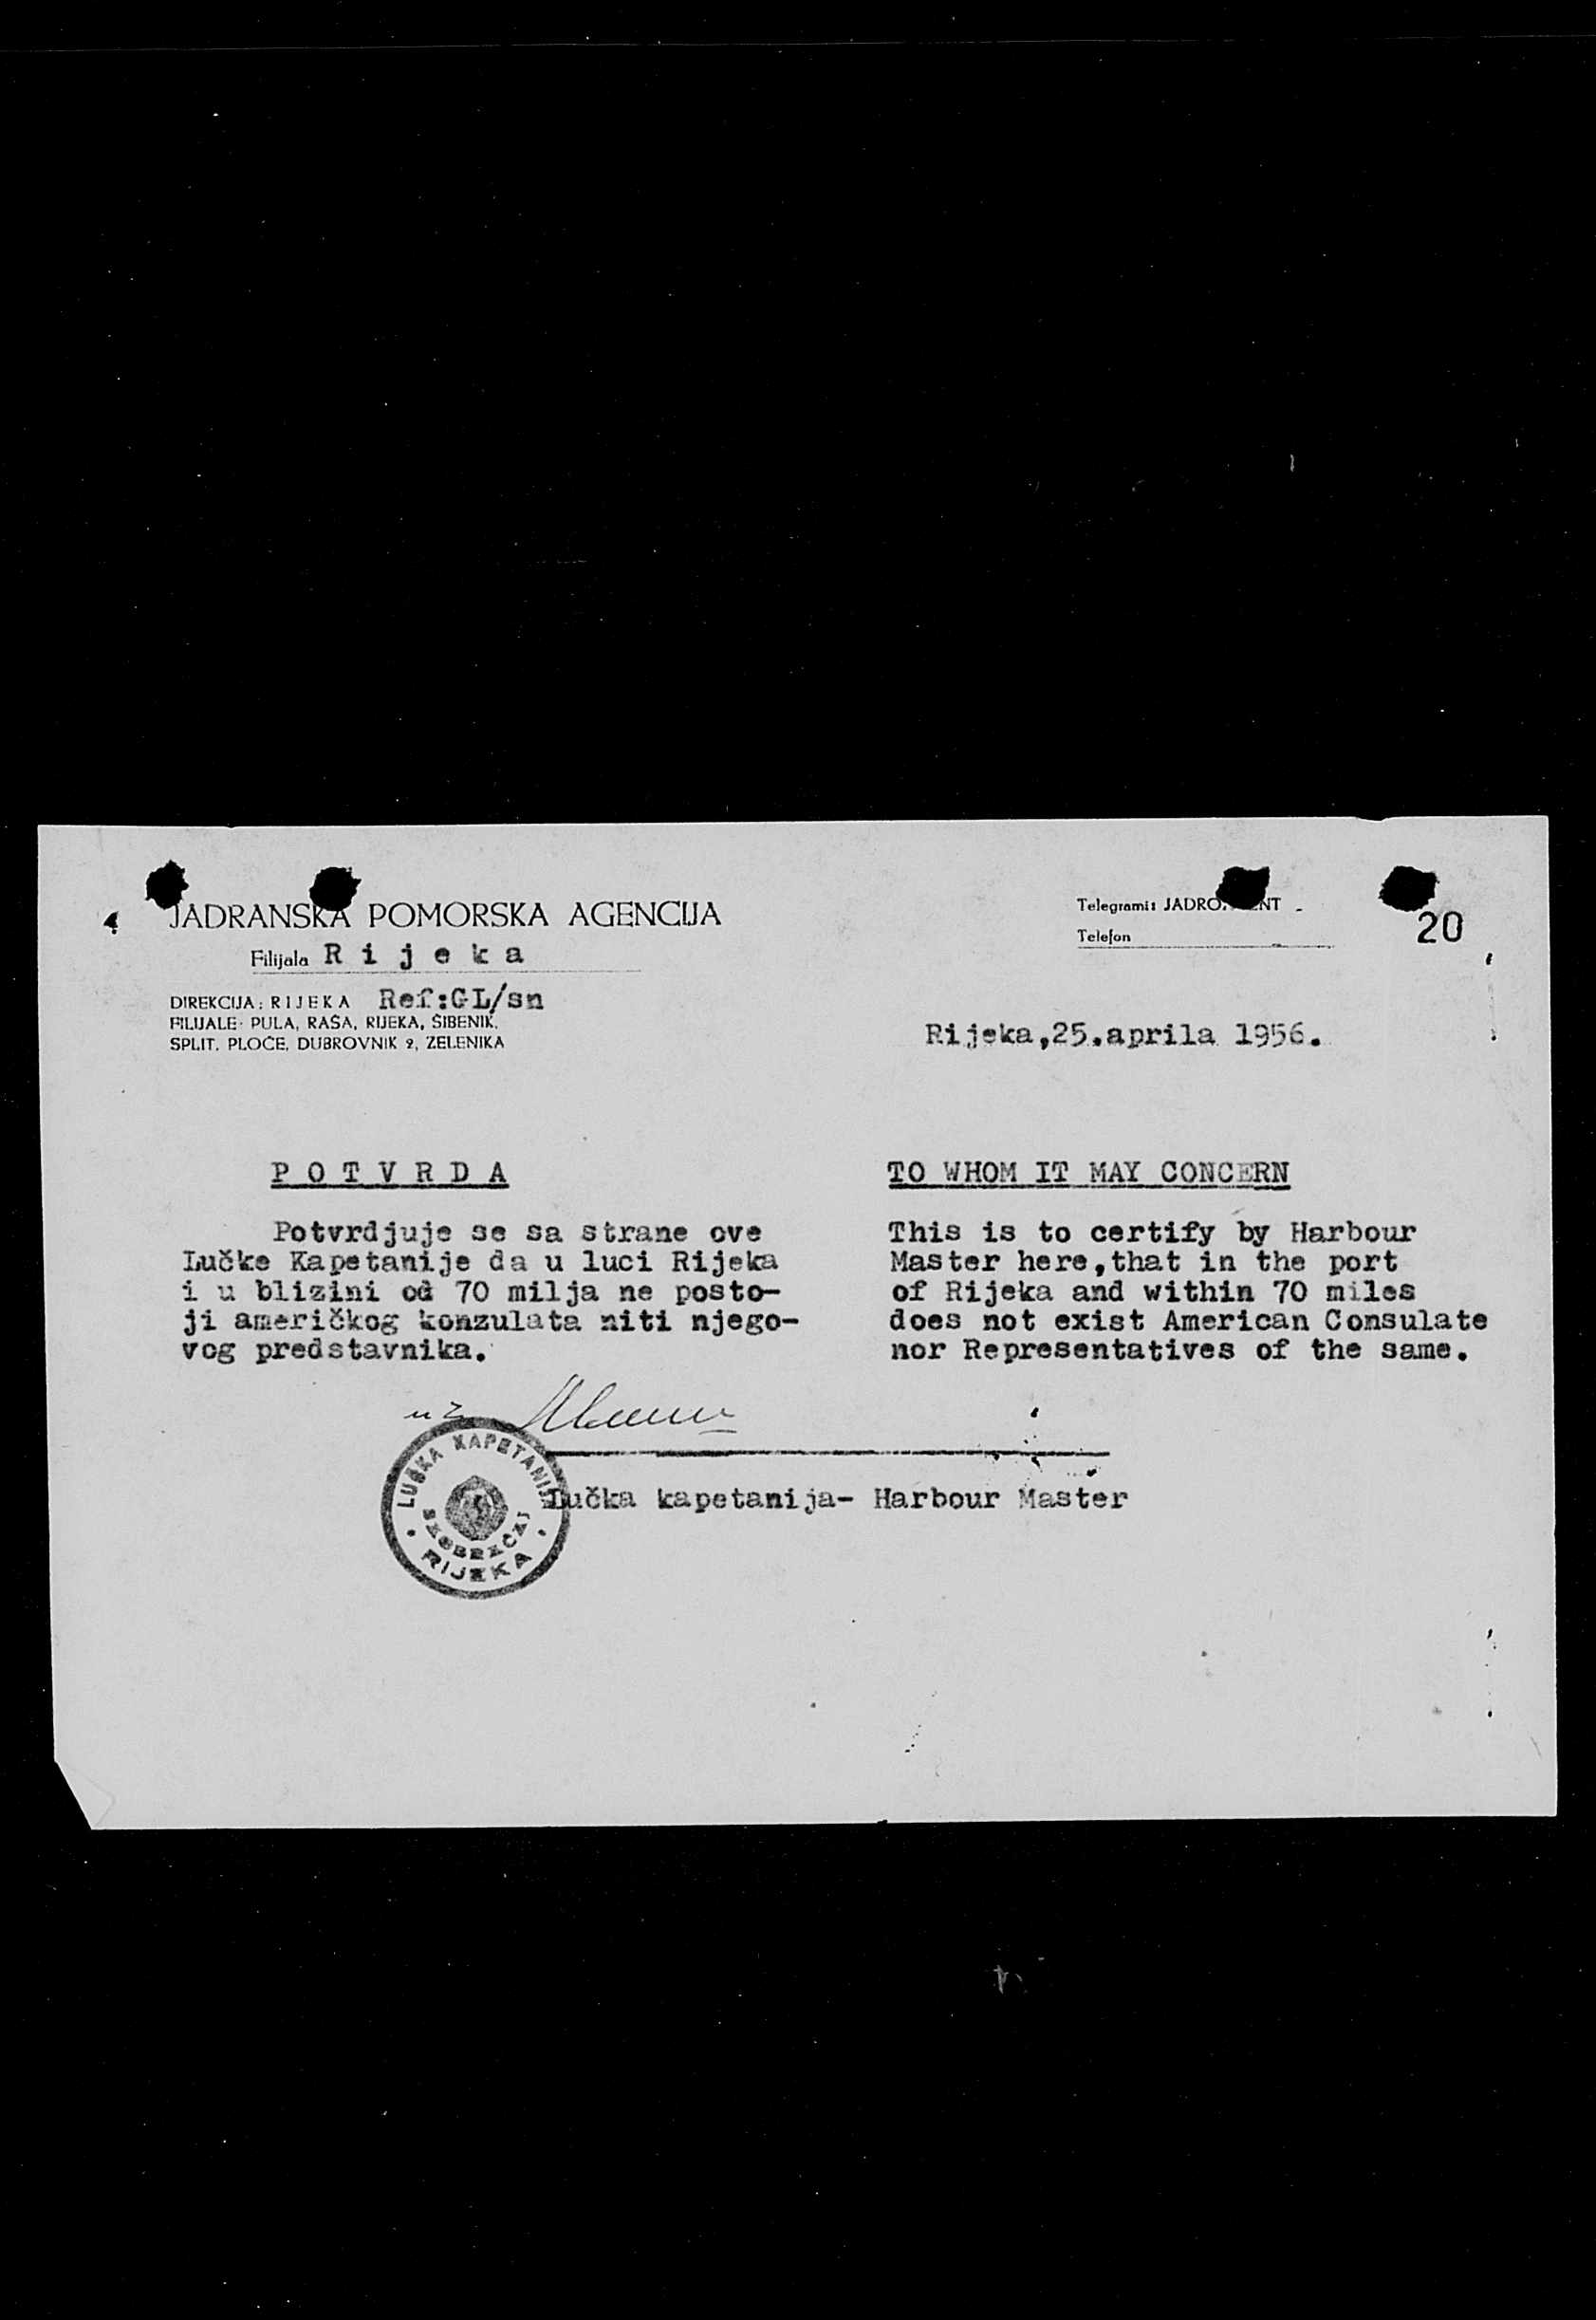 JADRANSKA POMORSKA AGENCIJA
Filijala R i j e k a
DIREKCIJA: RIJEKA Ref:GL/sn
FILIJALE: PULA, RAŠA, RIJEKA, ŠIBENIK,
SPLIT, PLOČE, DUBROVNIK 2, ZELENIKA
Telegrami: JADRO
Telefon
20
Rijeka,25.aprila 1956.
P O T V R D A
Potvrdjuje se sa strane ove
Lučke Kapetanije da u luci Rijeka
i u blizini od 70 milja ne posto-
ji američkog konzulata niti njego-
vog predstavnika.
TO WHOM IT MAY CONCERN
This is to certify by Harbour
Master here,that in the port
of Rijeka and within 70 miles
does not exist American Consulate
nor Representatives of the same.
LUČKA KAPETANIJA
RIJEKA
Lučka kapetanija- Harbour Master